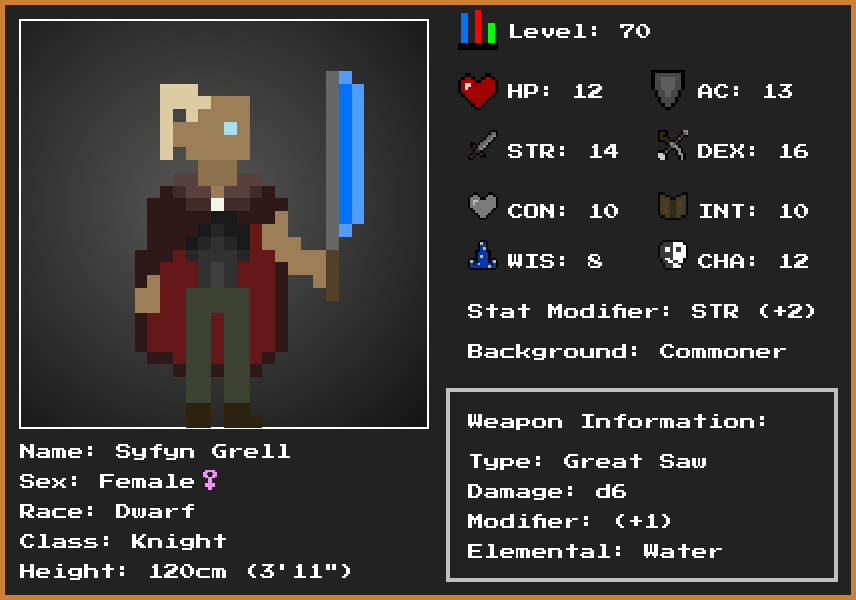 Level: 70
HP: 12 AC: 13
STR: 14 DEX: 16
CON: 10 INT: 10
WIS: 8 CHA: 12
Stat Modifier: STR (+2)
Background: Commoner
Weapon Information:
Type: Great Saw
Damage: d6
Modifier: (+1)
Elemental: Water
Name: Syfyn Grell
Sex: Female♀
Race: Dwarf
Class: Knight
Height: 120cm (3'11")